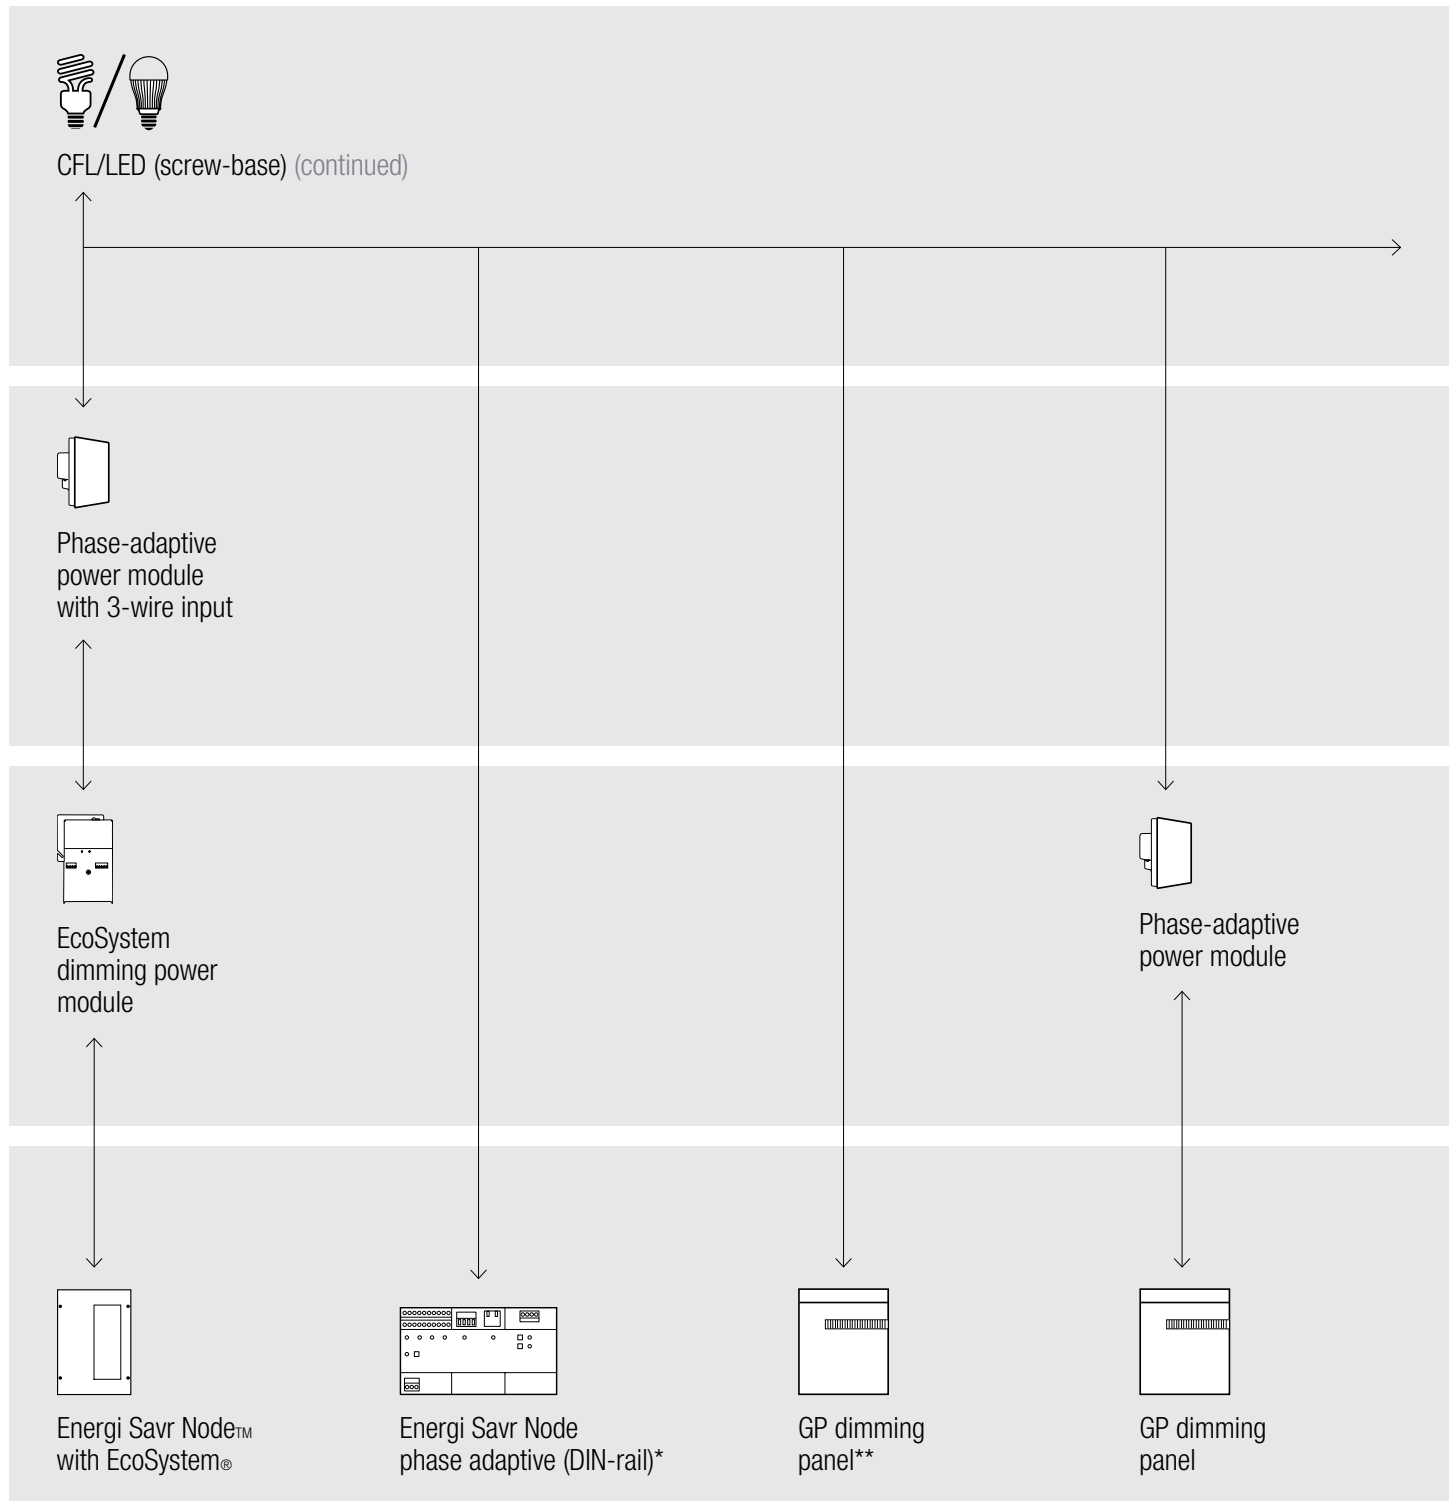 CFL/LED (screw-base) (continued)
Phase-adaptive
power module
with 3-wire input
EcoSystem
dimming power
module
Phase-adaptive
power module
Energi Savr Node™
with EcoSystem®
Energi Savr Node
phase adaptive (DIN-rail)*
GP dimming
panel**
GP dimming
panel